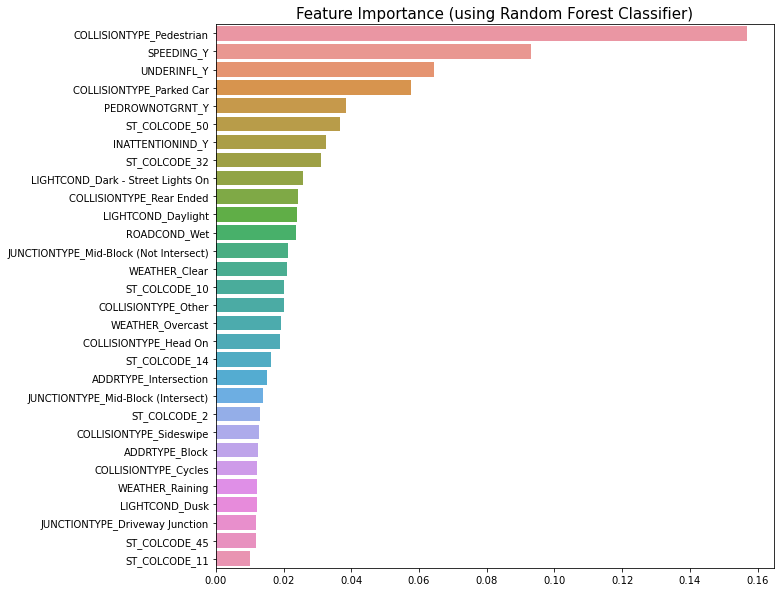 Feature Importance (using Random Forest Classifier)
COLLISIONTYPE_Pedestrian
SPEEDING_Y
UNDERINFL_Y
COLLISIONTYPE_Parked Car
PEDROWNOTGRNT_Y
ST_COLCODE_50
INATTENTIONIND_Y
ST_COLCODE_32
LIGHTCOND_Dark - Street Lights On
COLLISIONTYPE_Rear Ended
LIGHTCOND_Daylight
ROADCOND_Wet
JUNCTIONTYPE_Mid-Block (Not Intersect)
WEATHER_Clear
ST_COLCODE_10
COLLISIONTYPE_Other
WEATHER_Overcast
COLLISIONTYPE_Head On
ST_COLCODE_14
ADDRTYPE_Intersection
JUNCTIONTYPE_Mid-Block (Intersect)
ST_COLCODE_2
COLLISIONTYPE_Sideswipe
ADDRTYPE_Block
COLLISIONTYPE_Cycles
WEATHER_Raining
LIGHTCOND_Dusk
JUNCTIONTYPE_Driveway Junction
ST_COLCODE_45
ST_COLCODE_11
0.00 0.02 0.04 0.06 0.08 0.10 0.12 0.14 0.16